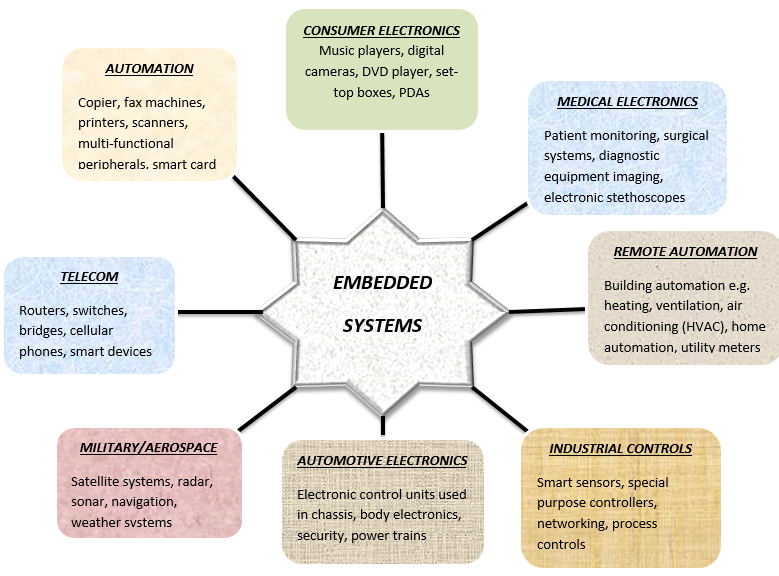 CONSUMER ELECTRONICS
Music players, digital
cameras, DVD player, set-
top boxes, PDAs
AUTOMATION
Copier, fax machines,
printers, scanners,
multi-functional
peripherals, smart card
MEDICAL ELECTRONICS
Patient monitoring, surgical
systems, diagnostic
equipment imaging,
electronic stethoscopes
REMOTE AUTOMATION
Building automation e.g.
heating, ventilation, air
conditioning (HVAC), home
automation, utility meters
EMBEDDED
SYSTEMS
TELECOM
Routers, switches,
bridges, cellular
phones, smart devices
MILITARY/AEROSPACE
Satellite systems, radar,
sonar, navigation,
weather systems
AUTOMOTIVE ELECTRONICS
Electronic control units used
in chassis, body electronics,
security, power trains
INDUSTRIAL CONTROLS
Smart sensors, special
purpose controllers,
networking, process
controls